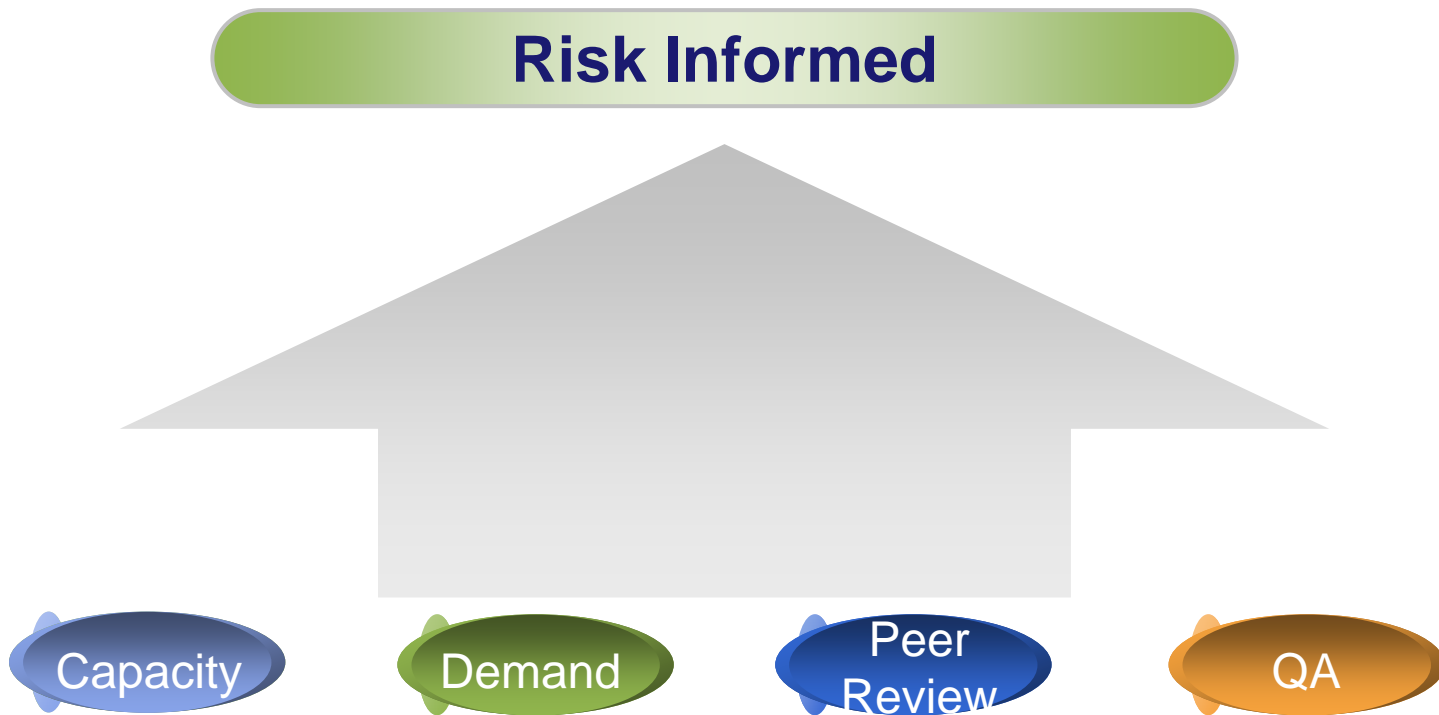 Risk Informed
Capacity
Demand
Peer
Review
QA